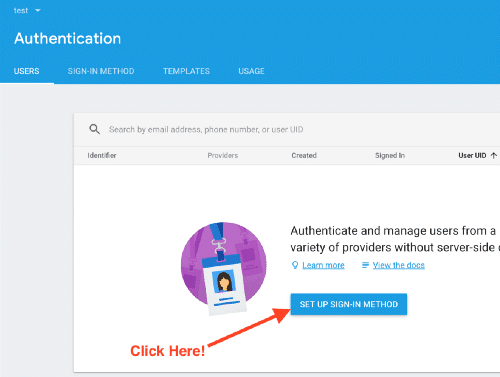 test
Authentication
USERS SIGN-IN METHOD TEMPLATES USAGE
Search by email address, phone number, or user UID
Identifier Providers Created Signed In User UID
Authenticate and manage users from a
variety of providers without server-side
Learn more View the docs
SET UP SIGN-IN METHOD
Click Here!